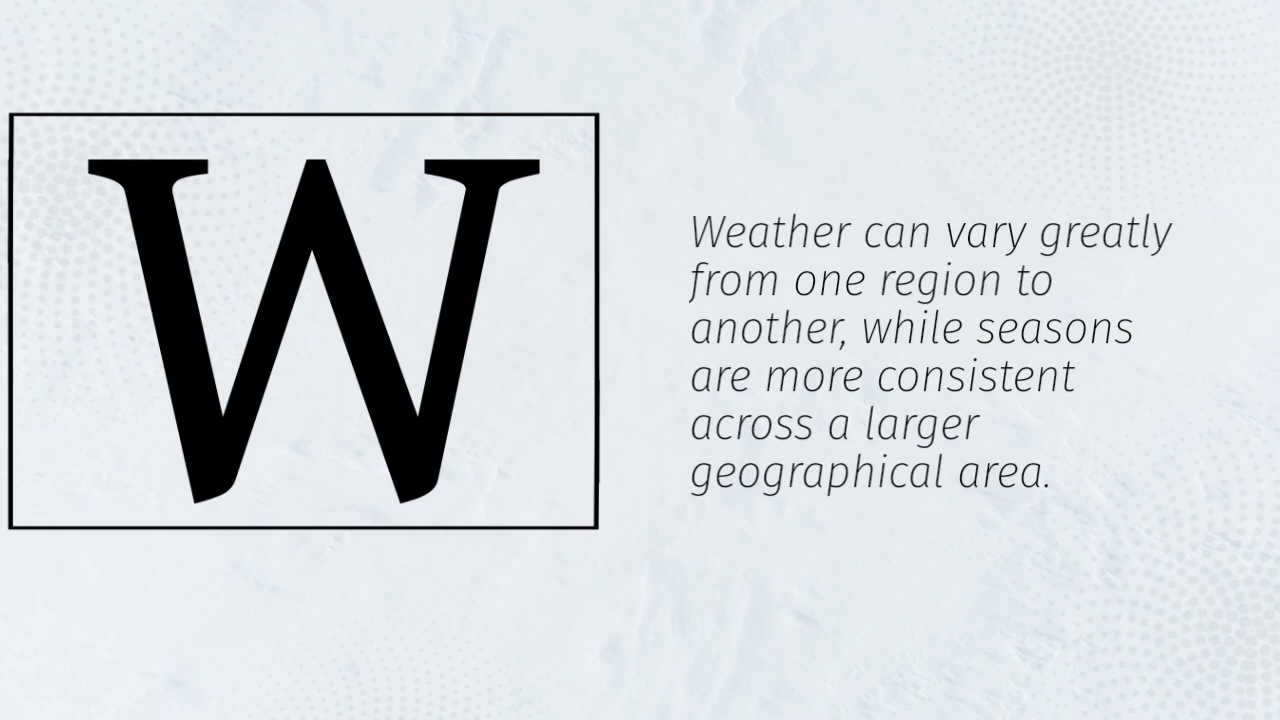 W
Weather can vary greatly
from one region to
another, while seasons
are more consistent
across a larger
geographical area.